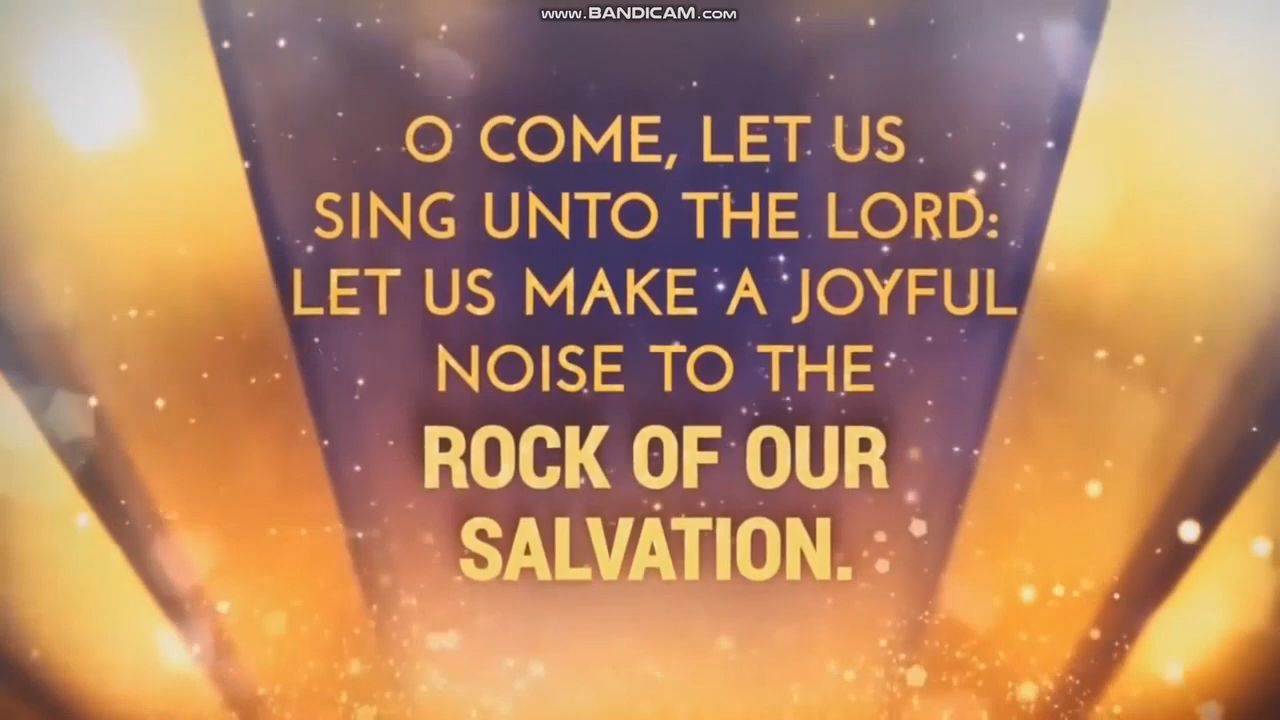 www.BANDICAM.com
O COME, LET US
SING UNTO THE LORD:
LET US MAKE A JOYFUL
NOISE TO THE
ROCK OF OUR
SALVATION.